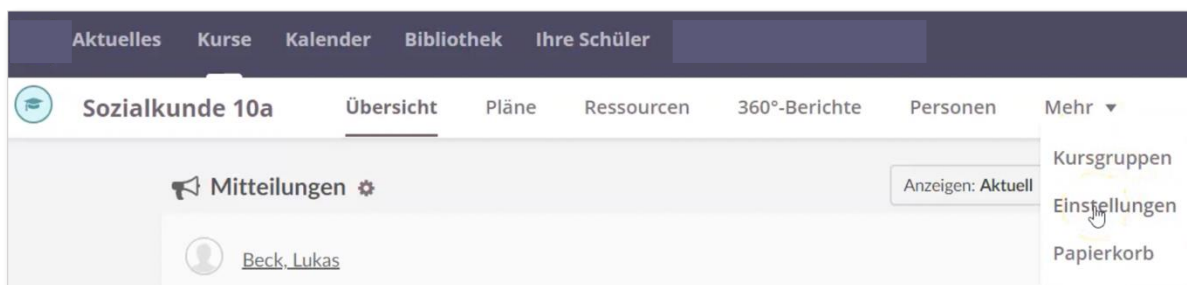 Aktuelles Kurse Kalender Bibliothek Ihre Schüler
Sozialkunde 10a Übersicht Pläne Ressourcen 360°-Berichte Personen Mehr
Kursgruppen
Mitteilungen Anzeigen: Aktuell
Einstellungen
Beck, Lukas
Papierkorb